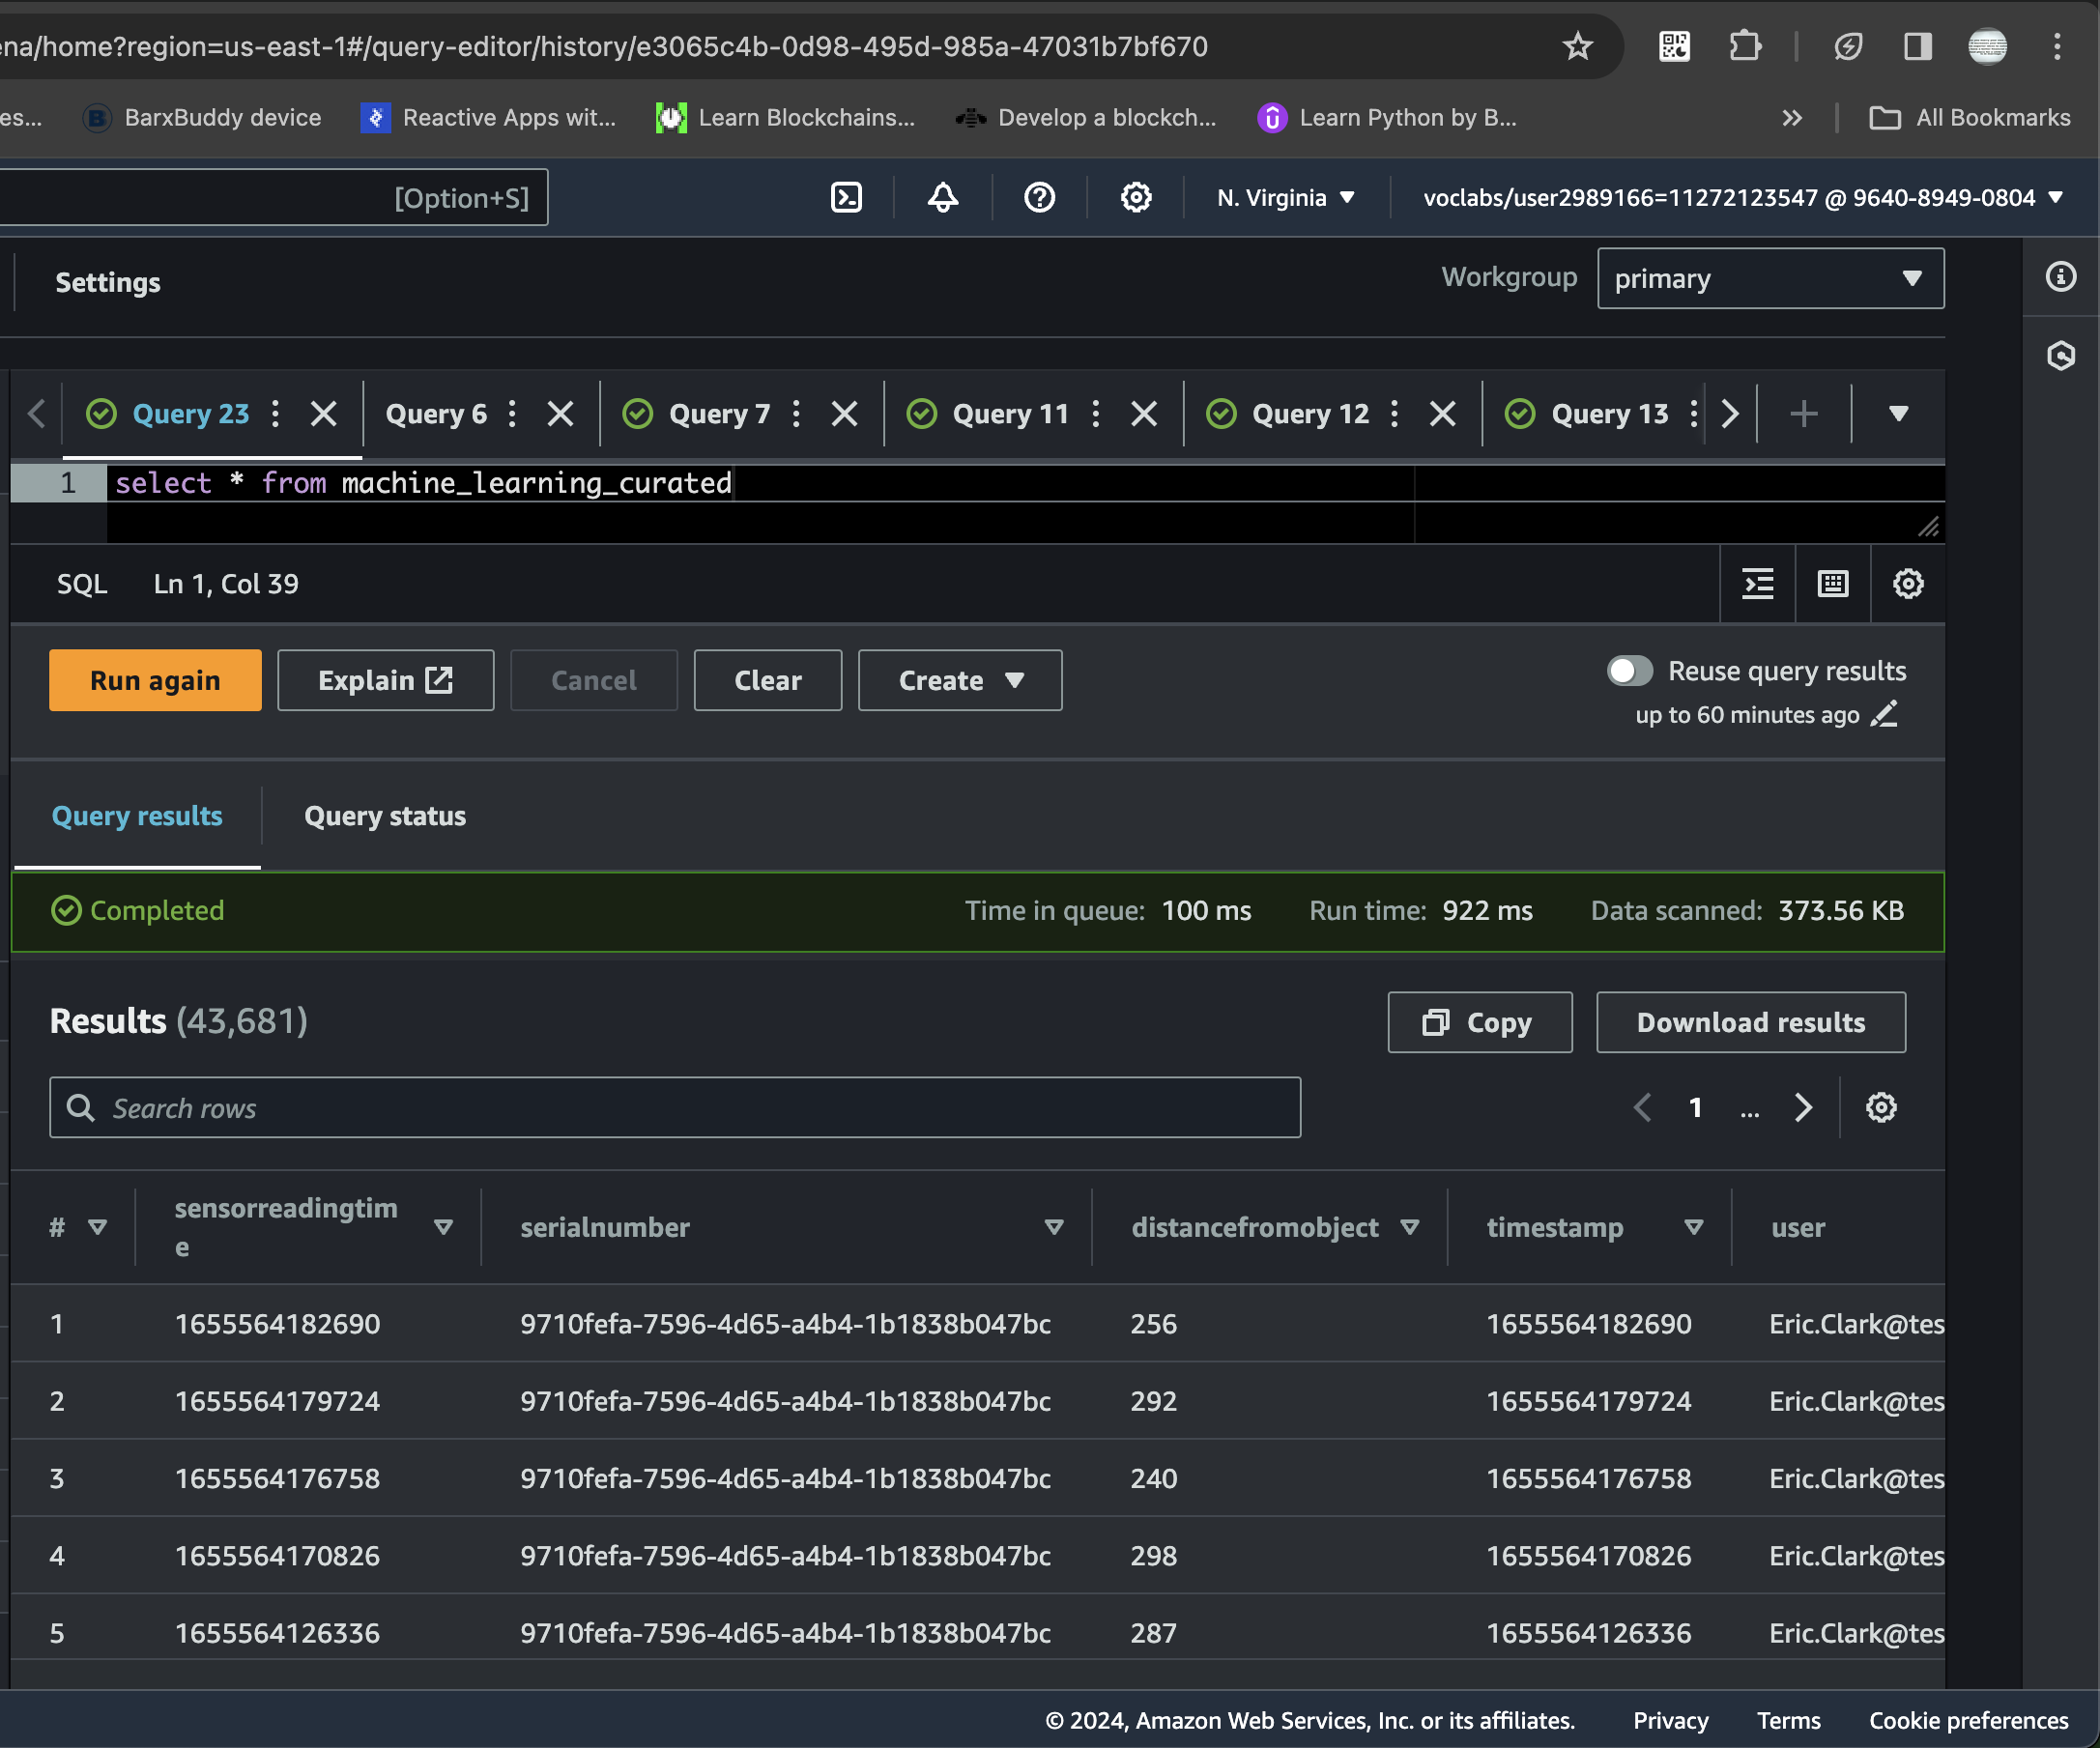 ena/home?region=us-east-1#/query-editor/history/e3065c4b-0d98-495d-985a-47031b7bf670
es... BarxBuddy device Reactive Apps wit... Learn Blockchains... Develop a blockch... Learn Python by B... » All Bookmarks
[Option+S] N. Virginia voclabs/user2989166=11272123547 @ 9640-8949-0804
Settings Workgroup primary
Query 23 Query 6 Query 7 Query 11 Query 12 Query 13
1 select * from machine_learning_curated
SQL Ln 1, Col 39
Run again Explain Cancel Clear Create Reuse query results
up to 60 minutes ago
Query results Query status
Completed Time in queue: 100 ms Run time: 922 ms Data scanned: 373.56 KB
Results (43,681) Copy Download results
Search rows 1 ...
# sensorreadingtime serialnumber distancefromobject timestamp user
1 1655564182690 9710fefa-7596-4d65-a4b4-1b1838b047bc 256 1655564182690 Eric.Clark@tes
2 1655564179724 9710fefa-7596-4d65-a4b4-1b1838b047bc 292 1655564179724 Eric.Clark@tes
3 1655564176758 9710fefa-7596-4d65-a4b4-1b1838b047bc 240 1655564176758 Eric.Clark@tes
4 1655564170826 9710fefa-7596-4d65-a4b4-1b1838b047bc 298 1655564170826 Eric.Clark@tes
5 1655564126336 9710fefa-7596-4d65-a4b4-1b1838b047bc 287 1655564126336 Eric.Clark@tes
© 2024, Amazon Web Services, Inc. or its affiliates. Privacy Terms Cookie preferences